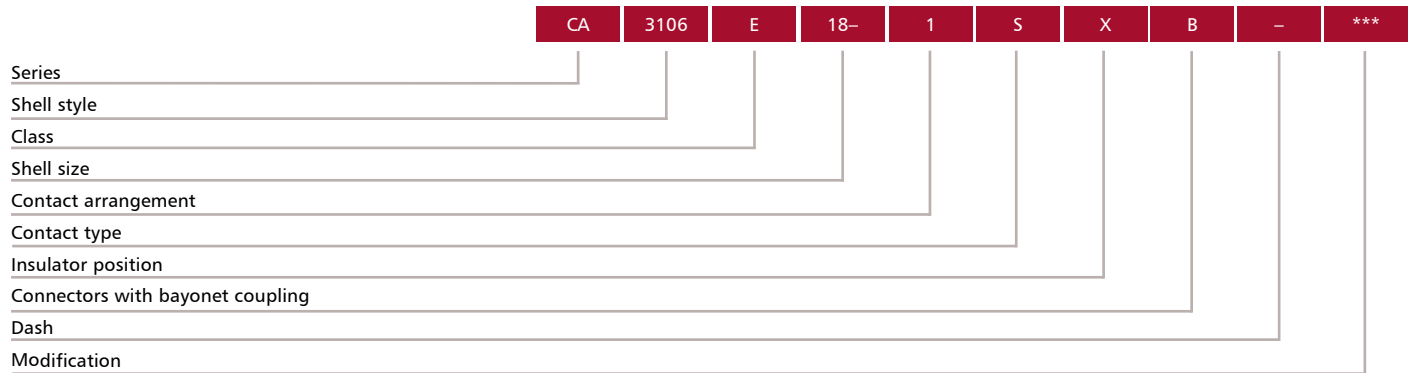 CA 3106 E 18– 1 S X B – ***
Series
Shell style
Class
Shell size
Contact arrangement
Contact type
Insulator position
Connectors with bayonet coupling
Dash
Modification